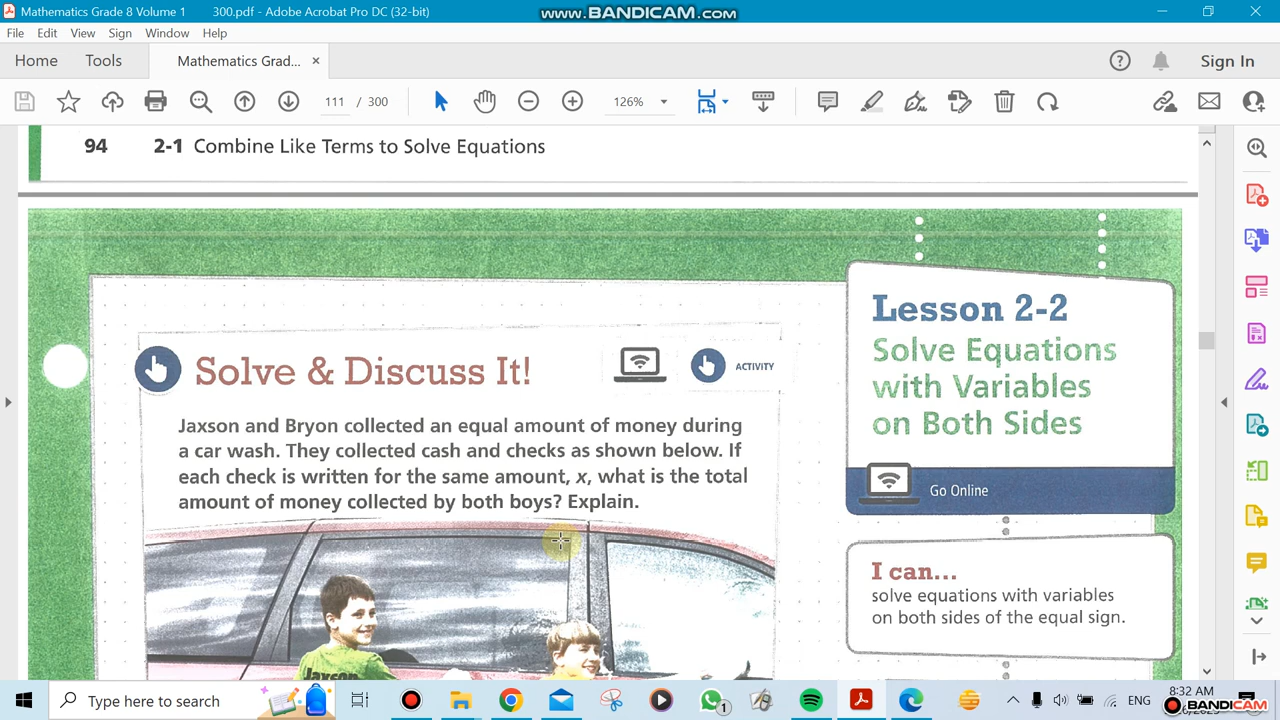 Mathematics Grade 8 Volume 1 300.pdf - Adobe Acrobat Pro DC (32-bit)
www.BANDICAM.com
File Edit View Sign Window Help
Home Tools Mathematics Grad... × Sign In
111 / 300 126%
94 2-1 Combine Like Terms to Solve Equations
Lesson 2-2
Solve Equations
with Variables
on Both Sides
Go Online
Solve & Discuss It!
ACTIVITY
Jaxson and Bryon collected an equal amount of money during
a car wash. They collected cash and checks as shown below. If
each check is written for the same amount, x, what is the total
amount of money collected by both boys? Explain.
I can...
solve equations with variables
on both sides of the equal sign.
Jaxson
Type here to search
1
ENG
8:32 AM
BANDICAM